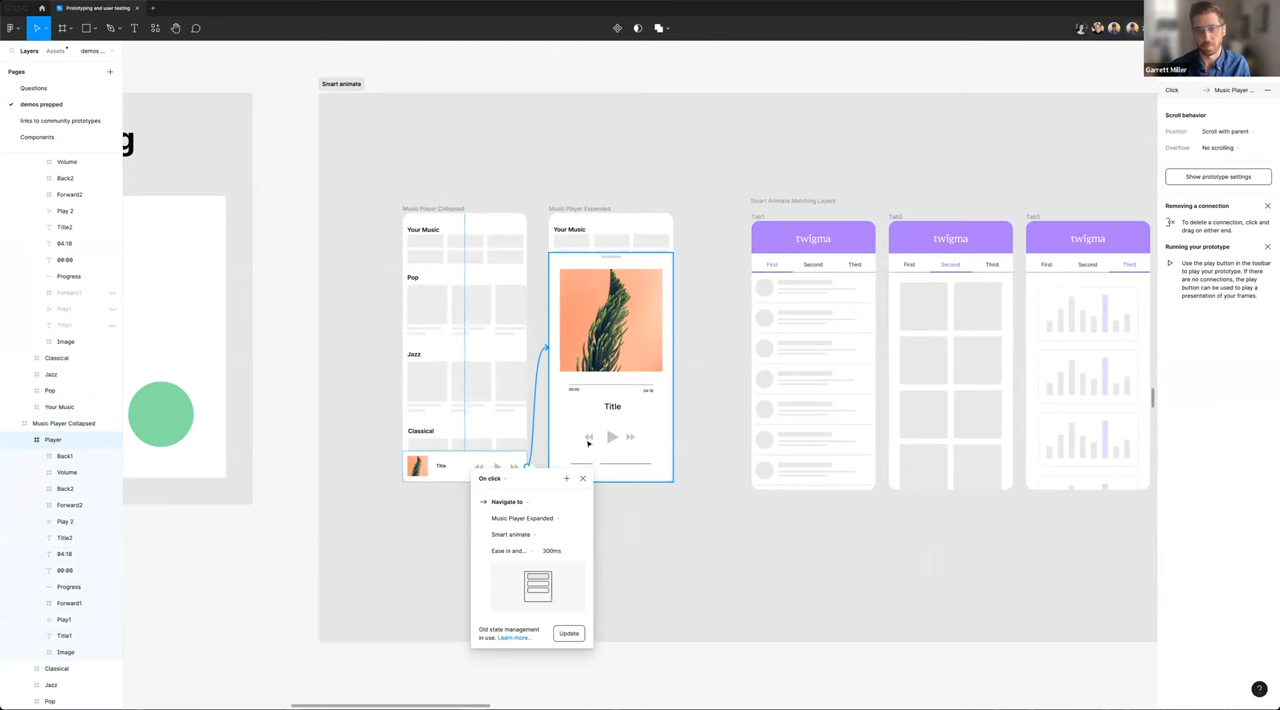 Prototyping and user testing
Layers
Assets
demos ...
Pages
Questions
demos prepped
links to community prototypes
Components
Volume
Back2
Forward2
Play 2
Title2
04:18
00:00
Progress
Forward1
Play1
Title1
Image
Classical
Jazz
Pop
Your Music
Music Player Collapsed
Player
Back1
Volume
Back2
Forward2
Play 2
Title2
04:18
00:00
Progress
Forward1
Play1
Title1
Image
Classical
Jazz
Pop
g
Smart animate
Music Player Collapsed
Your Music
Pop
Jazz
Classical
Title
Music Player Expanded
Your Music
00:00
04:18
Title
On click
Navigate to
Music Player Expanded
Smart animate
Ease in and...
300ms
Old state management
in use. Learn more...
Update
Smart Animate Matching Layers
Tab1
twigma
First Second Third
Tab2
twigma
First Second Third
Tab3
twigma
First Second Third
Garrett Miller
Click
Music Player ...
Scroll behavior
Position
Scroll with parent
Overflow
No scrolling
Show prototype settings
Removing a connection
To delete a connection, click and
drag on either end.
Running your prototype
Use the play button in the toolbar
to play your prototype. If there
are no connections, the play
button can be used to play a
presentation of your frames.
?